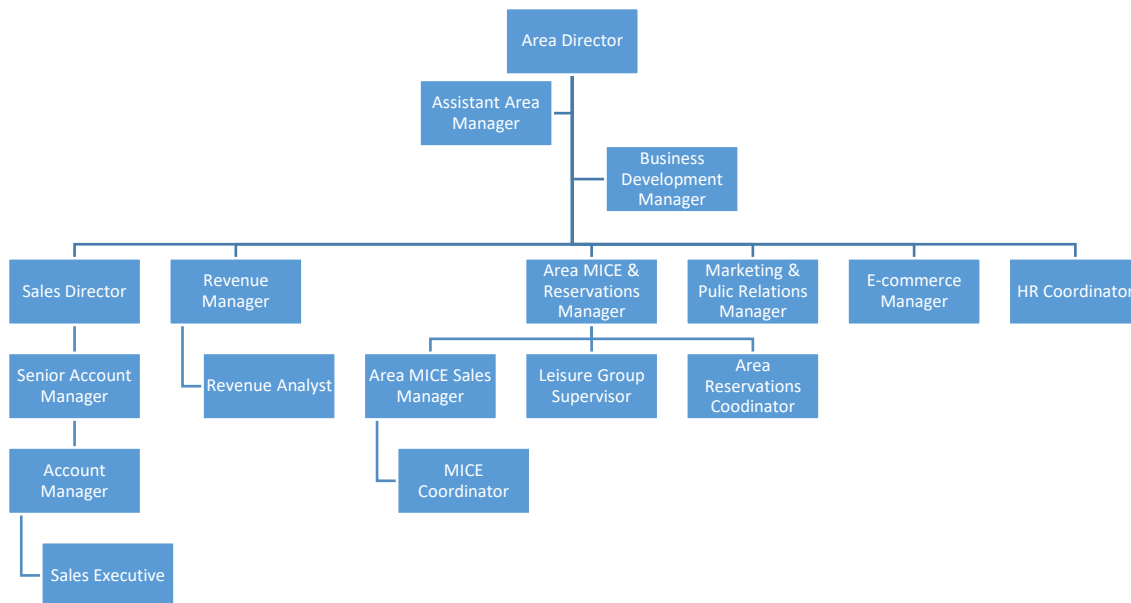 Area Director
Assistant Area
Manager
Business
Development
Manager
Sales Director
Revenue
Manager
Area MICE &
Reservations
Manager
Marketing &
Pulic Relations
Manager
E-commerce
Manager
HR Coordinator
Senior Account
Manager
Revenue Analyst
Area MICE Sales
Manager
Leisure Group
Supervisor
Area
Reservations
Coodinator
Account
Manager
MICE
Coordinator
Sales Executive